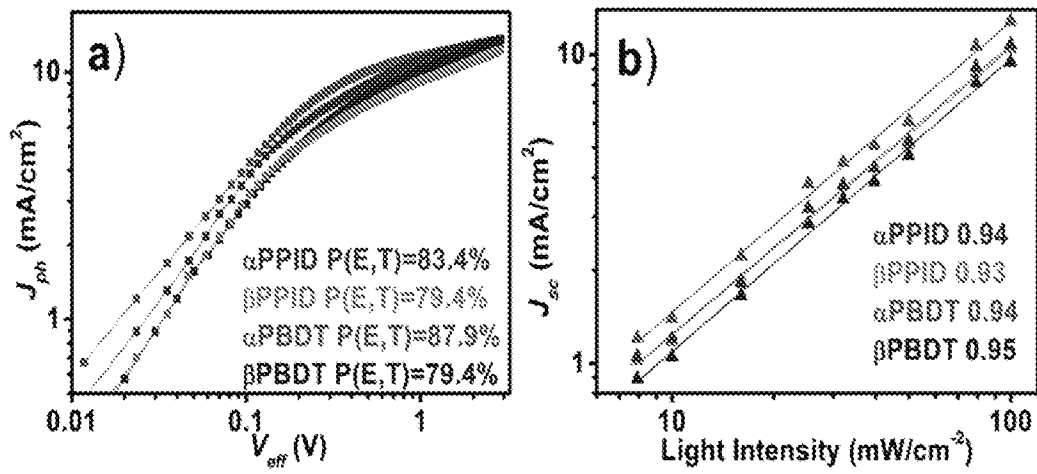 a)
10
1
J_ph (mA/cm²)
αPPID P(E,T)=83.4%
βPPID P(E,T)=79.4%
αPBDT P(E,T)=87.9%
βPBDT P(E,T)=79.4%
0.01 0.1 1
V_eff (V)
b)
10
1
J_sc (mA/cm²)
αPPID 0.94
βPPID 0.93
αPBDT 0.94
βPBDT 0.95
10 100
Light Intensity (mW/cm⁻²)